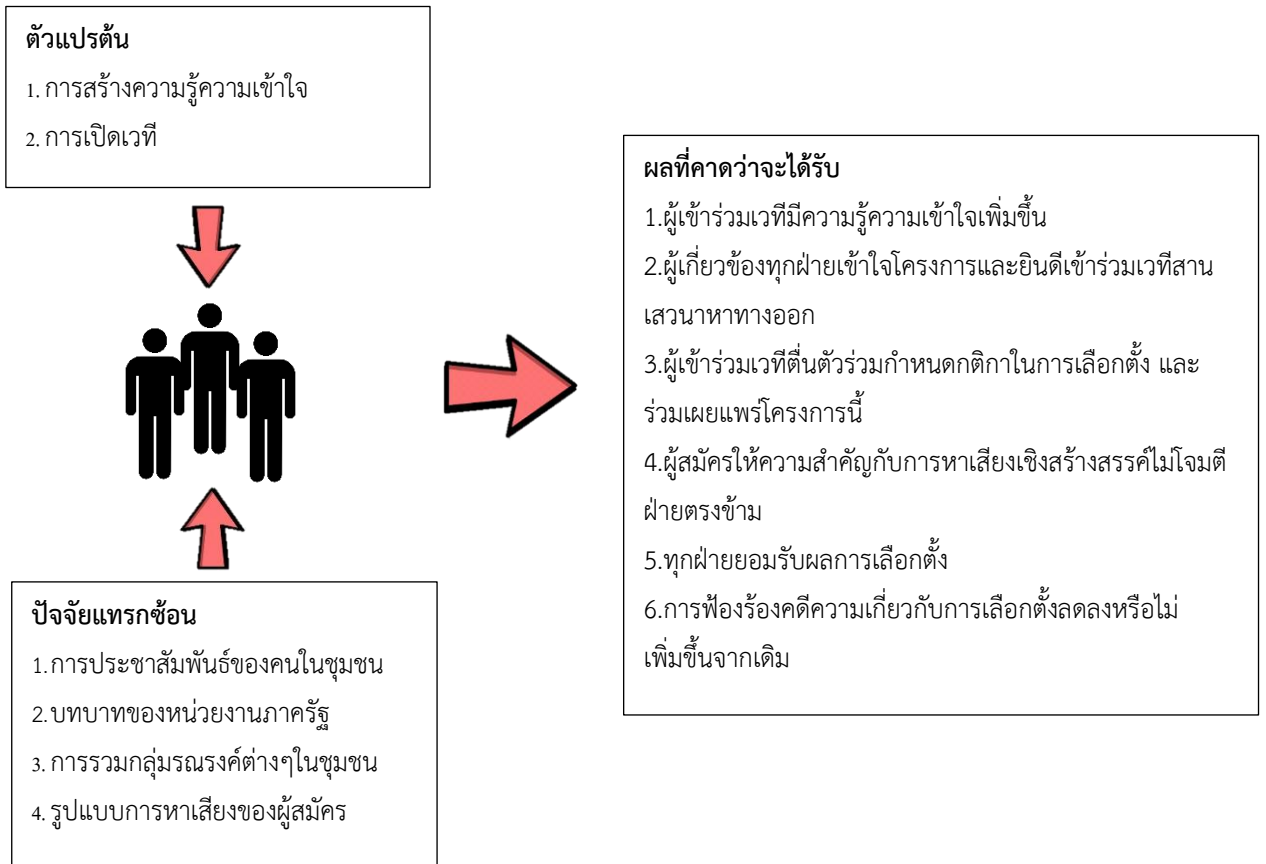 ตัวแปรต้น
1. การสร้างความรู้ความเข้าใจ
2. การเปิดเวที
ผลที่คาดว่าจะได้รับ
1.ผู้เข้าร่วมเวทีมีความรู้ความเข้าใจเพิ่มขึ้น
2.ผู้เกี่ยวข้องทุกฝ่ายเข้าใจโครงการและยินดีเข้าร่วมเวทีสาน
เสวนาหาทางออก
3.ผู้เข้าร่วมเวทีตื่นตัวร่วมกำหนดกติกาในการเลือกตั้ง และ
ร่วมเผยแพร่โครงการนี้
4.ผู้สมัครให้ความสำคัญกับการหาเสียงเชิงสร้างสรรค์ไม่โจมตี
ฝ่ายตรงข้าม
5.ทุกฝ่ายยอมรับผลการเลือกตั้ง
6.การฟ้องร้องคดีความเกี่ยวกับการเลือกตั้งลดลงหรือไม่
เพิ่มขึ้นจากเดิม
ปัจจัยแทรกซ้อน
1.การประชาสัมพันธ์ของคนในชุมชน
2.บทบาทของหน่วยงานภาครัฐ
3. การรวมกลุ่มรณรงค์ต่างๆในชุมชน
4. รูปแบบการหาเสียงของผู้สมัคร